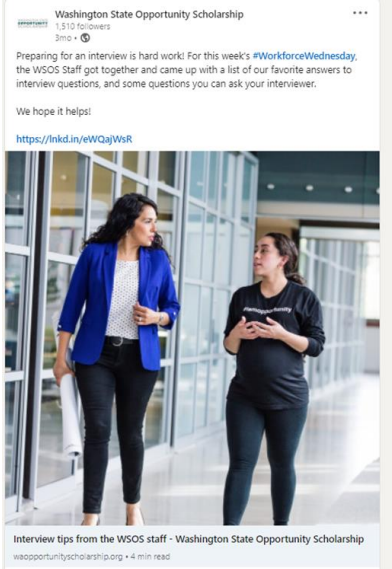 OPPORTUNITY
Washington State Opportunity Scholarship
1,510 followers
3mo •
Preparing for an interview is hard work! For this week's #WorkforceWednesday,
the WSOS Staff got together and came up with a list of our favorite answers to
interview questions, and some questions you can ask your interviewer.
We hope it helps!
https://lnkd.in/eWQajWsR
Interview tips from the WSOS staff - Washington State Opportunity Scholarship
waopportunityscholarship.org • 4 min read